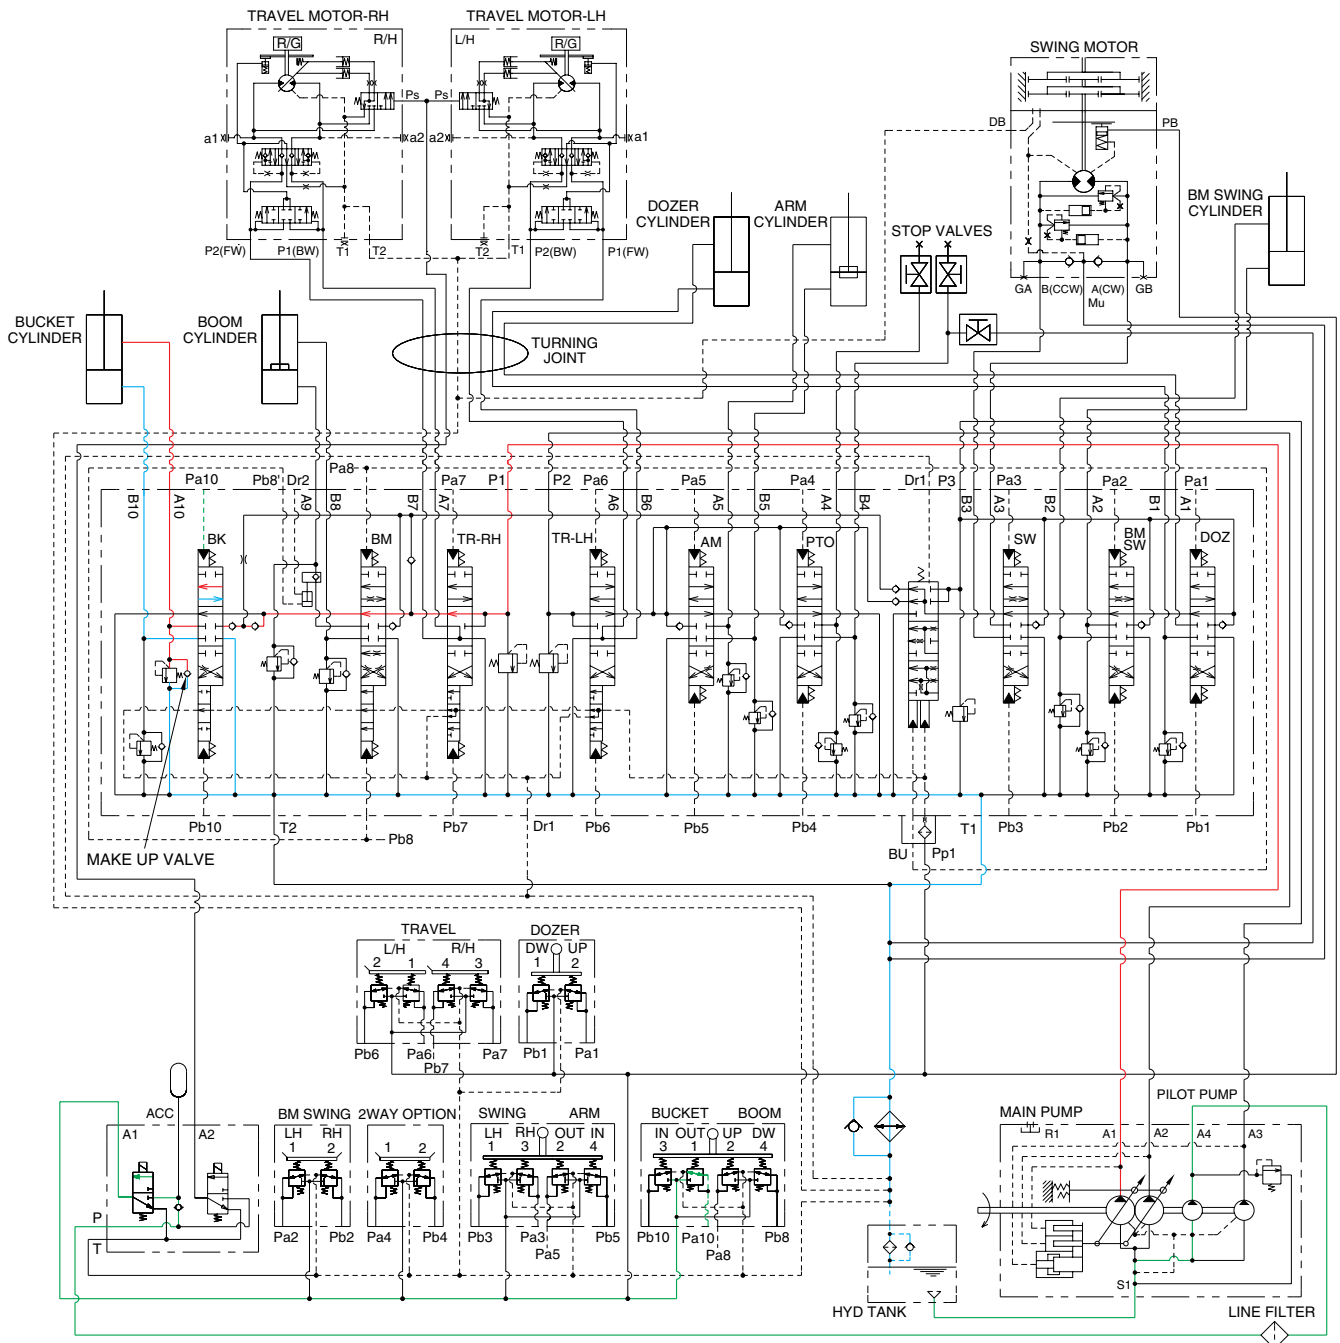 TRAVEL MOTOR-RH
TRAVEL MOTOR-LH
SWING MOTOR
R/G
R/H
L/H
R/G
Ps
Ps
DB
PB
a1
a2
a2
a1
DOZER
CYLINDER
ARM
CYLINDER
STOP VALVES
BM SWING
CYLINDER
P2(FW)
P1(BW)
T1
T2
T2
T1
P2(BW)
P1(FW)
GA
B(CCW)
A(CW)
GB
Mu
BUCKET
CYLINDER
BOOM
CYLINDER
TURNING
JOINT
Pa8
Pa10
Pb8'
Dr2
Pa7
P1
P2
Pa6
Pa5
Pa4
Dr1
P3
Pa3
Pa2
Pa1
B10
A10
A9
B8
B7
A7
A6
B6
A5
B5
A4
B4
B3
A3
B2
A2
B1
A1
BK
BM
TR-RH
TR-LH
AM
PTO
SW
BM
SW
DOZ
Pb10
T2
Pb8
Pb7
Dr1
Pb6
Pb5
Pb4
BU
Pp1
T1
Pb3
Pb2
Pb1
MAKE UP VALVE
TRAVEL
L/H
R/H
2
1
4
3
DOZER
DW
UP
1
2
Pb6
Pa6
Pb7
Pa7
Pb1
Pa1
ACC
A1
A2
P
T
BM SWING
LH
RH
1
2
Pa2
Pb2
2WAY OPTION
1
2
Pa4
Pb4
SWING
ARM
LH
RH
OUT
IN
1
3
2
4
Pb3
Pa3
Pa5
Pb5
BUCKET
BOOM
IN
OUT
UP
DW
3
1
2
4
Pb10
Pa10
Pa8
Pb8
HYD TANK
PILOT PUMP
MAIN PUMP
R1
A1
A2
A4
A3
S1
LINE FILTER